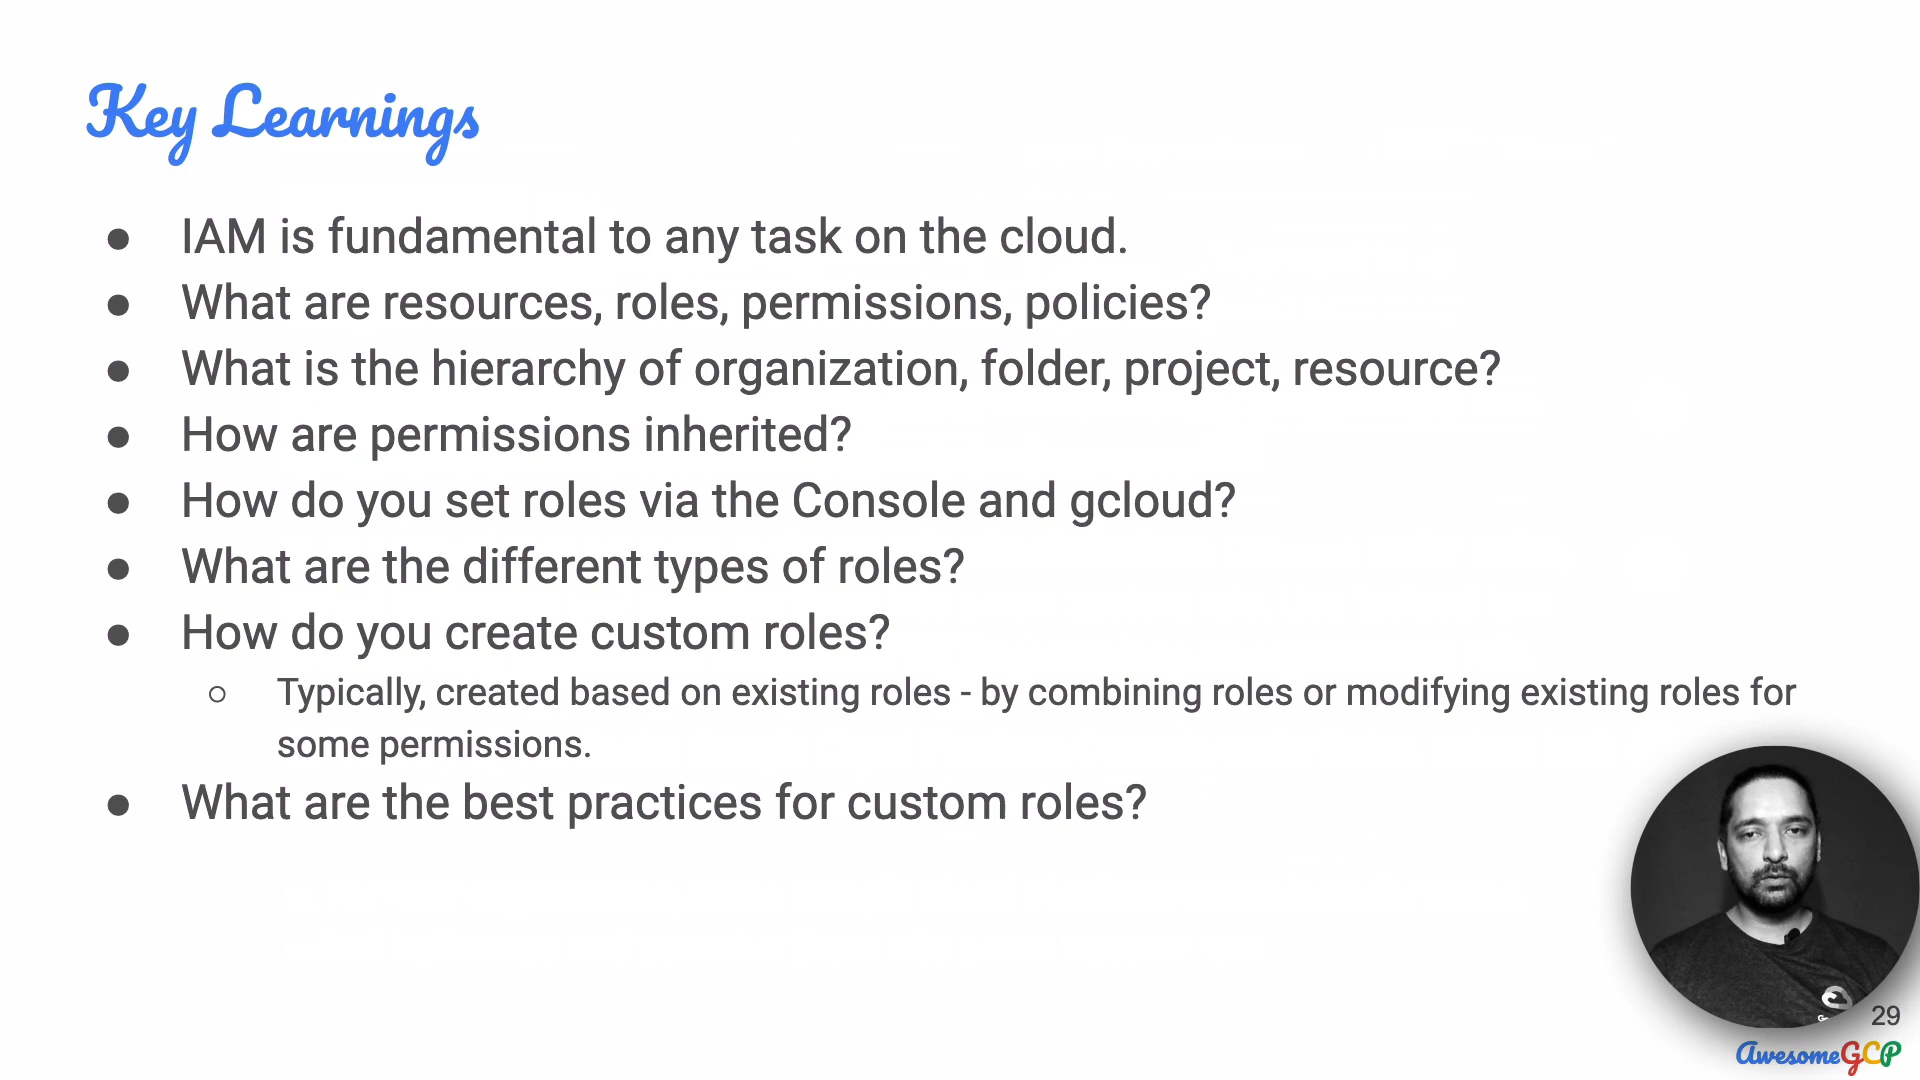 Key Learnings
● IAM is fundamental to any task on the cloud.
● What are resources, roles, permissions, policies?
● What is the hierarchy of organization, folder, project, resource?
● How are permissions inherited?
● How do you set roles via the Console and gcloud?
● What are the different types of roles?
● How do you create custom roles?
○ Typically, created based on existing roles - by combining roles or modifying existing roles for
some permissions.
● What are the best practices for custom roles?
29
AwesomeGCP